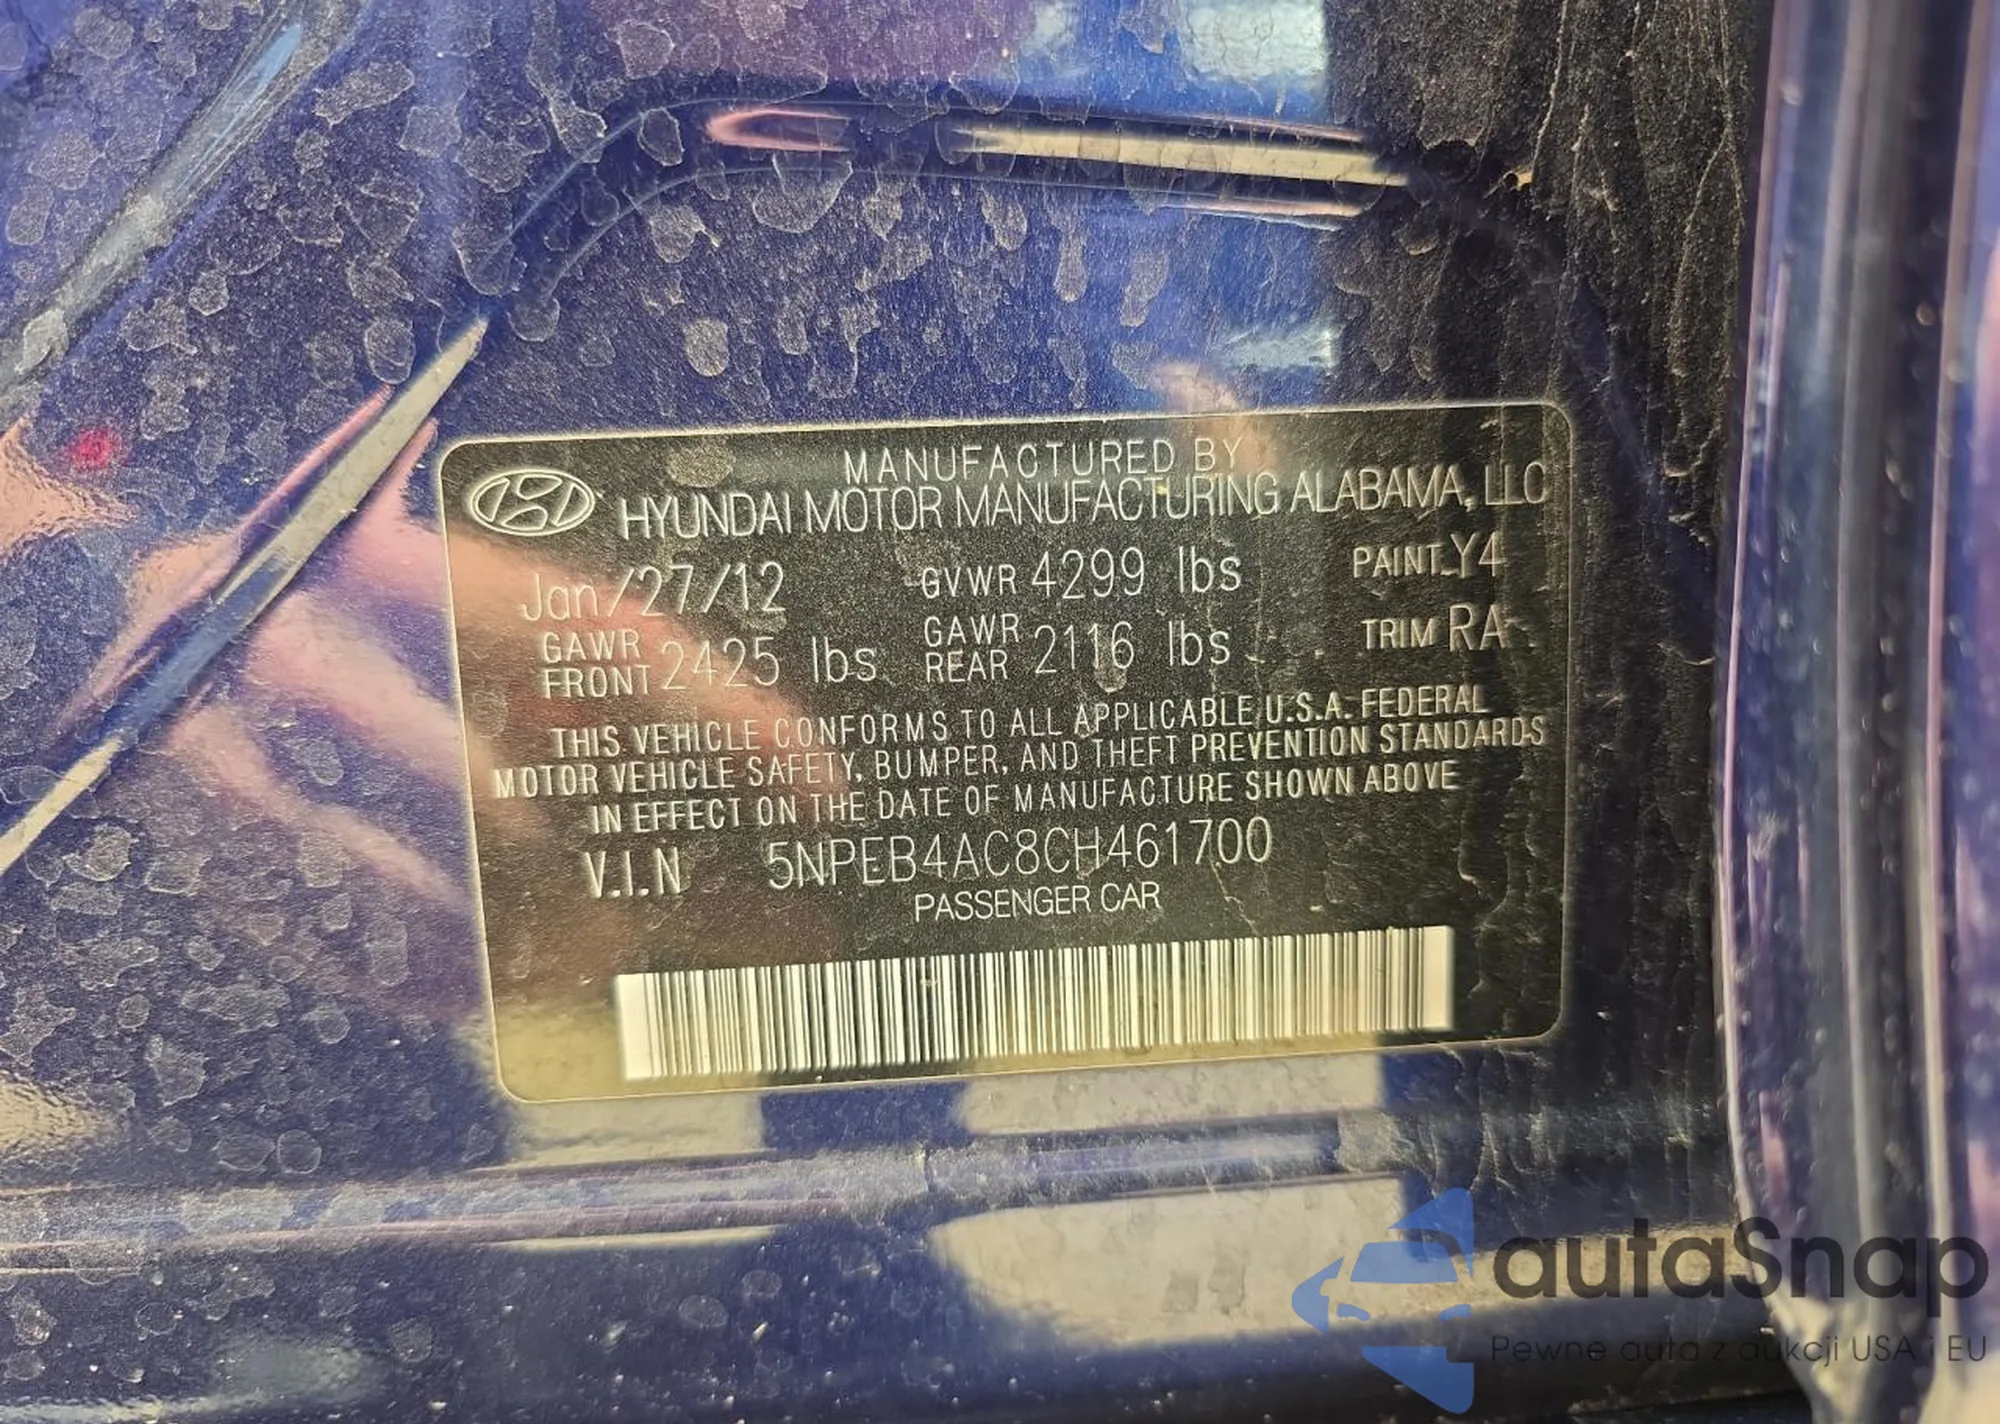 MANUFACTURED BY
HYUNDAI MOTOR MANUFACTURING ALABAMA, LLC
Jan/27/12 GVWR 4299 lbs PAINT Y4
GAWR FRONT 2425 lbs GAWR REAR 2116 lbs TRIM RA
THIS VEHICLE CONFORMS TO ALL APPLICABLE U.S.A. FEDERAL
MOTOR VEHICLE SAFETY, BUMPER, AND THEFT PREVENTION STANDARDS
IN EFFECT ON THE DATE OF MANUFACTURE SHOWN ABOVE
V.I.N 5NPEB4AC8CH461700
PASSENGER CAR
autaSnap
Pewne auta z aukcji USA i EU